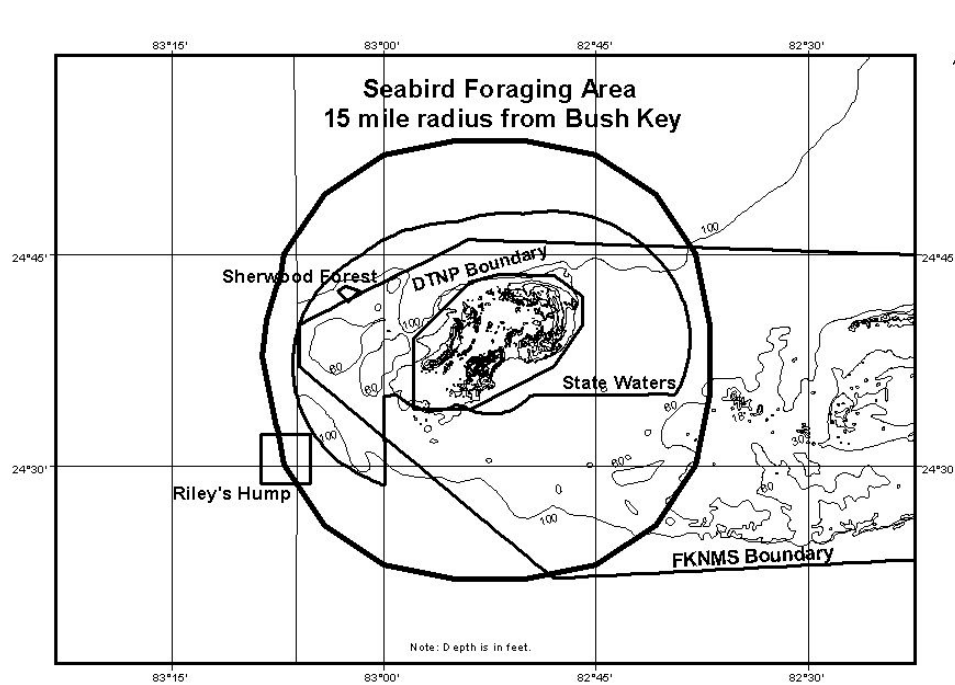 83°15' 83°00' 82°45' 82°30'
Seabird Foraging Area
15 mile radius from Bush Key
100
24°45' 24°45'
DTNP Boundary
Sherwood Forest
100
60
60
State Waters
60
18
30
100
24°30' 60 24°30'
60
Riley's Hump
100
FKNMS Boundary
Note: Depth is in feet.
83°15' 83°00' 82°45' 82°30'